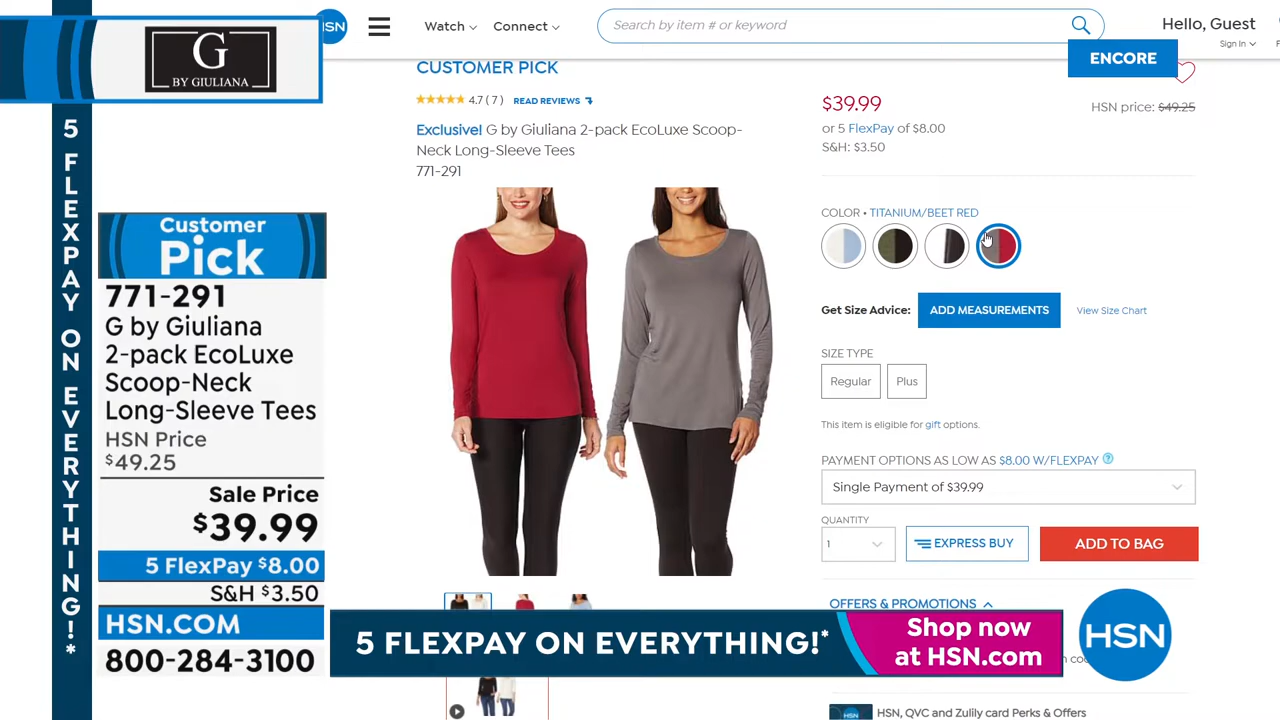 G
BY GIULIANA
5 FLEXPAY ON EVERYTHING!*
Customer
Pick
771-291
G by Giuliana
2-pack EcoLuxe
Scoop-Neck
Long-Sleeve Tees
HSN Price
$49.25
Sale Price
$39.99
5 FlexPay $8.00
S&H $3.50
HSN.COM
800-284-3100
HSN
Watch
Connect
Search by item # or keyword
Hello, Guest
Sign In
ENCORE
CUSTOMER PICK
4.7 ( 7 ) READ REVIEWS
Exclusive! G by Giuliana 2-pack EcoLuxe Scoop-
Neck Long-Sleeve Tees
771-291
$39.99
HSN price: $49.25
or 5 FlexPay of $8.00
S&H: $3.50
COLOR • TITANIUM/BEET RED
Get Size Advice:
ADD MEASUREMENTS
View Size Chart
SIZE TYPE
Regular
Plus
This item is eligible for gift options.
PAYMENT OPTIONS AS LOW AS $8.00 W/FLEXPAY ?
Single Payment of $39.99
QUANTITY
1
EXPRESS BUY
ADD TO BAG
OFFERS & PROMOTIONS
5 FLEXPAY ON EVERYTHING!*
Shop now
at HSN.com
HSN
HSN, QVC and Zulily card Perks & Offers